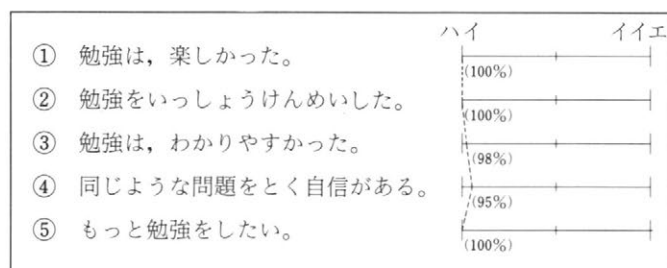 ハイ イイエ
① 勉強は，楽しかった。 (100%)
② 勉強をいっしょうけんめいした。 (100%)
③ 勉強は，わかりやすかった。 (98%)
④ 同じような問題をとく自信がある。 (95%)
⑤ もっと勉強をしたい。 (100%)